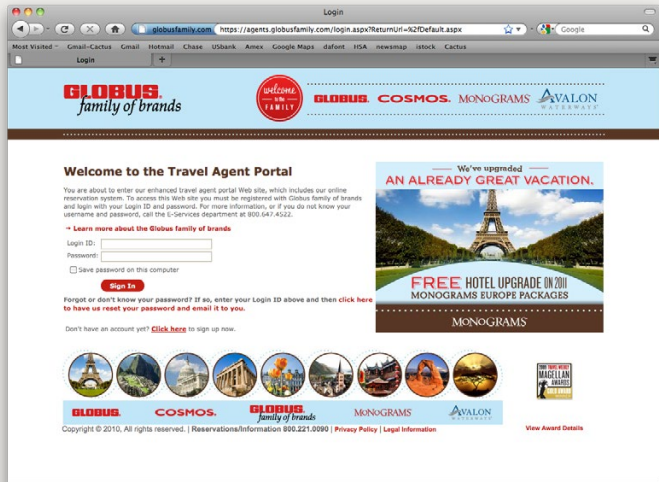 Login
globusfamily.com https://agents.globusfamily.com/login.aspx?ReturnUrl=%2fDefault.aspx
Google
Most Visited Gmail-Cactus Gmail Hotmail Chase USbank Amex Google Maps dafont HSA newsmap istock Cactus
Login
GLOBUS.
family of brands
welcome
to the
FAMILY
GLOBUS. COSMOS. MONOGRAMS AVALON
WATERWAYS
Welcome to the Travel Agent Portal
You are about to enter our enhanced travel agent portal Web site, which includes our online
reservation system. To access this Web site you must be registered with Globus family of brands
and login with your Login ID and password. For more information, or if you do not know your
username and password, call the E-Services department at 800.647.4522.
Learn more about the Globus family of brands
Login ID:
Password:
Save password on this computer
Sign In
Forgot or don't know your password? If so, enter your Login ID above and then click here
to have us reset your password and email it to you.
Don't have an account yet? Click here to sign up now.
We've upgraded
AN ALREADY GREAT VACATION.
FREE HOTEL UPGRADE ON 2011
MONOGRAMS EUROPE PACKAGES
MONOGRAMS
GLOBUS. COSMOS. GLOBUS. MONOGRAMS AVALON
family of brands WATERWAYS
MAGELLAN
AWARDS
Copyright © 2010, All rights reserved. | Reservations/Information 800.221.0090 | Privacy Policy | Legal Information
View Award Details